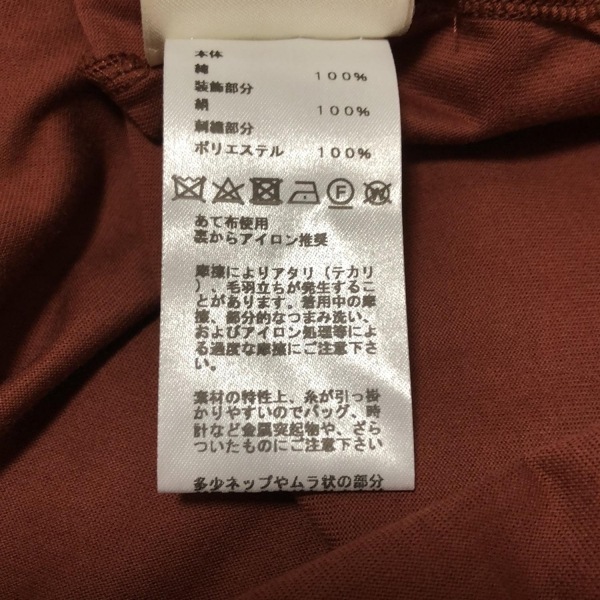 本体
綿 100%
装飾部分
絹 100%
刺繍部分
ポリエステル 100%
F W
あて布使用
裏からアイロン推奨
摩擦によりアタリ（テカリ
）、毛羽立ちが発生するこ
とがあります。着用中の摩
擦、部分的なつまみ洗い、
およびアイロン処理等によ
る過度な摩擦にご注意下さ
い。
素材の特性上、糸が引っ掛
かりやすいのでバッグ、時
計など金属突起物や、ざら
ついたものにご注意下さい
多少ネップやムラ状の部分